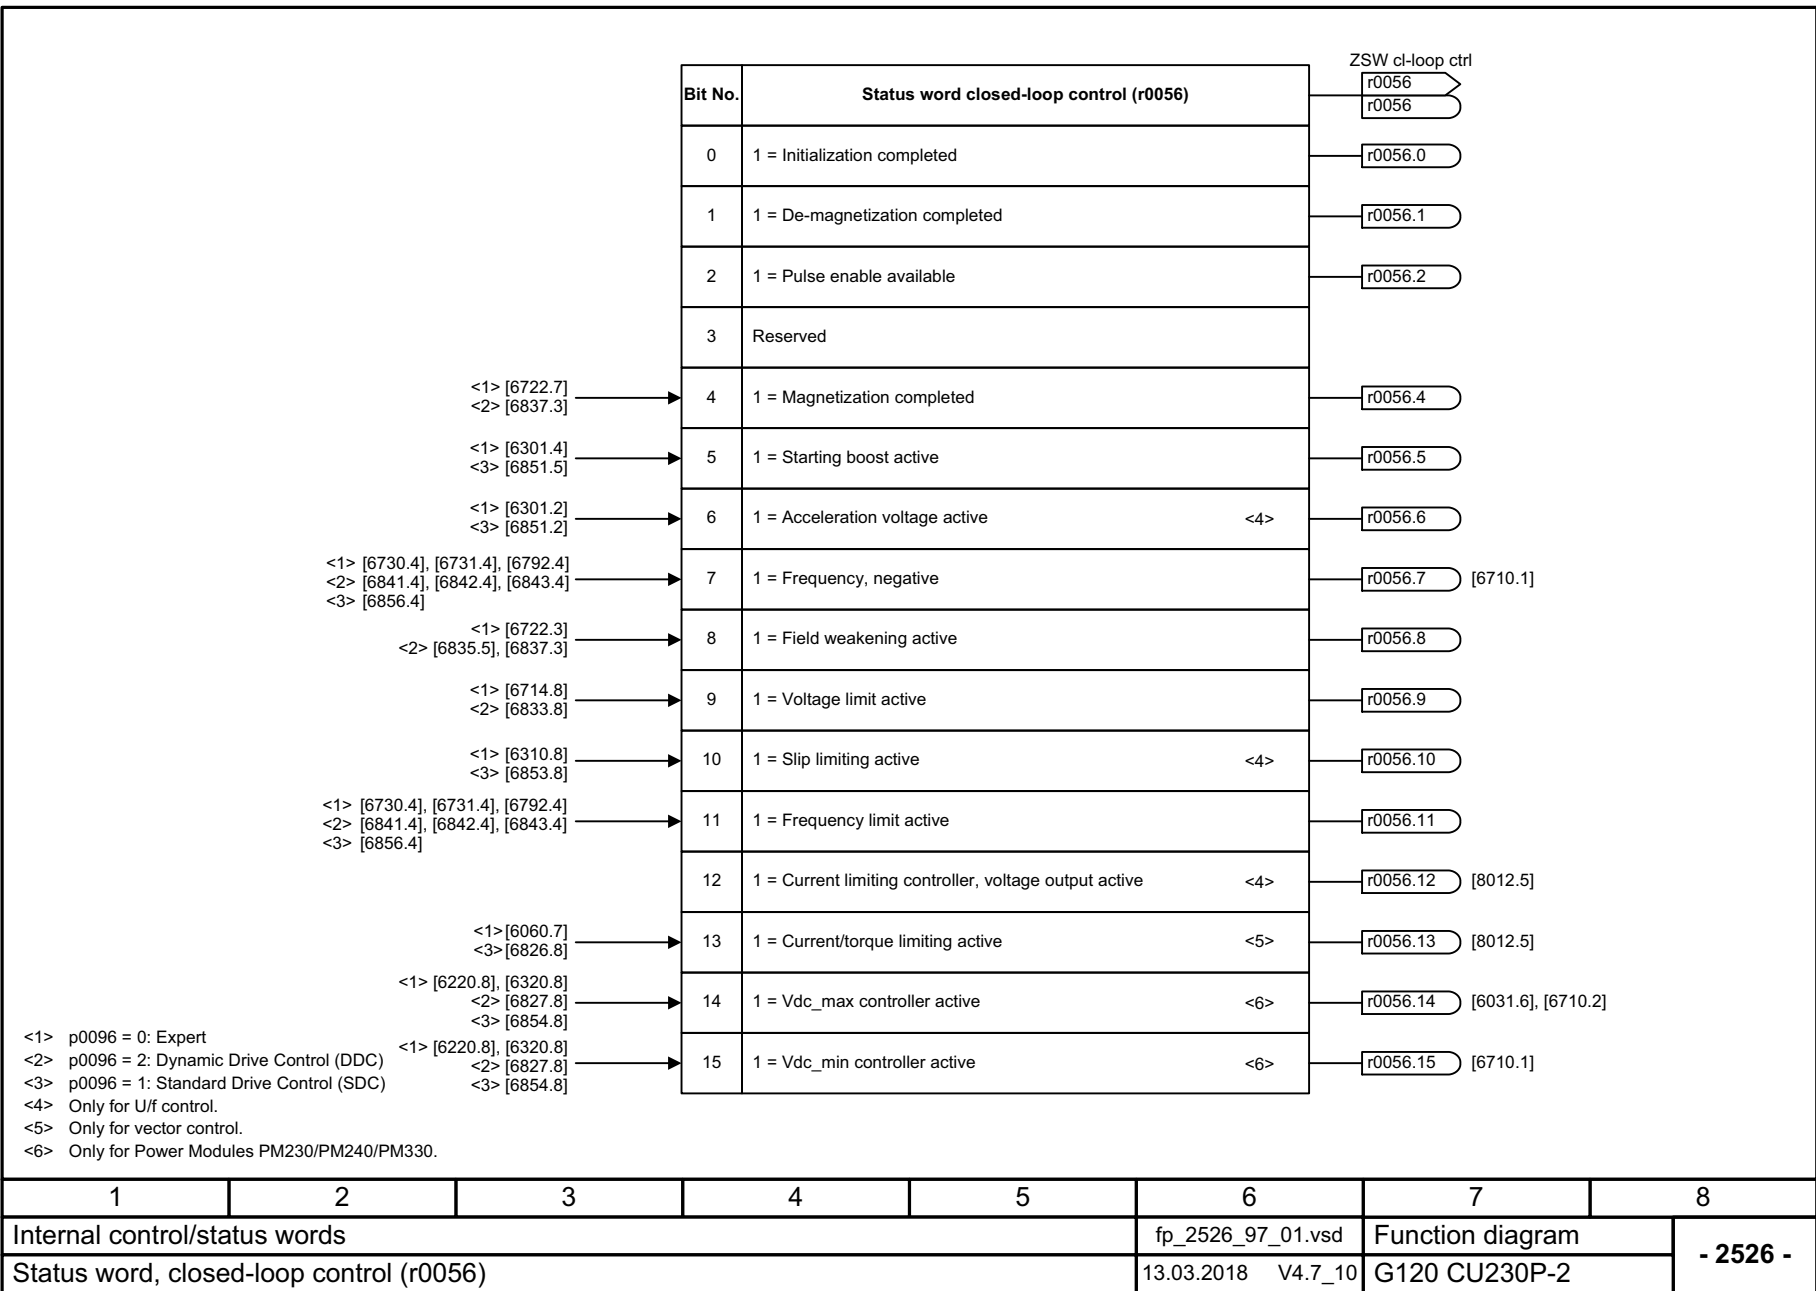 ZSW cl-loop ctrl
Bit No. Status word closed-loop control (r0056) r0056
r0056
0 1 = Initialization completed r0056.0
1 1 = De-magnetization completed r0056.1
2 1 = Pulse enable available r0056.2
3 Reserved
<1> [6722.7]
<2> [6837.3]
4 1 = Magnetization completed r0056.4
<1> [6301.4]
<3> [6851.5]
5 1 = Starting boost active r0056.5
<1> [6301.2]
<3> [6851.2]
6 1 = Acceleration voltage active <4> r0056.6
<1> [6730.4], [6731.4], [6792.4]
<2> [6841.4], [6842.4], [6843.4]
<3> [6856.4]
7 1 = Frequency, negative r0056.7 [6710.1]
<1> [6722.3]
<2> [6835.5], [6837.3]
8 1 = Field weakening active r0056.8
<1> [6714.8]
<2> [6833.8]
9 1 = Voltage limit active r0056.9
<1> [6310.8]
<3> [6853.8]
10 1 = Slip limiting active <4> r0056.10
<1> [6730.4], [6731.4], [6792.4]
<2> [6841.4], [6842.4], [6843.4]
<3> [6856.4]
11 1 = Frequency limit active r0056.11
12 1 = Current limiting controller, voltage output active <4> r0056.12 [8012.5]
<1>[6060.7]
<3>[6826.8]
13 1 = Current/torque limiting active <5> r0056.13 [8012.5]
<1> [6220.8], [6320.8]
<2> [6827.8]
<3> [6854.8]
14 1 = Vdc_max controller active <6> r0056.14 [6031.6], [6710.2]
<1> [6220.8], [6320.8]
<2> [6827.8]
<3> [6854.8]
15 1 = Vdc_min controller active <6> r0056.15 [6710.1]
<1> p0096 = 0: Expert
<2> p0096 = 2: Dynamic Drive Control (DDC)
<3> p0096 = 1: Standard Drive Control (SDC)
<4> Only for U/f control.
<5> Only for vector control.
<6> Only for Power Modules PM230/PM240/PM330.
1 2 3 4 5 6 7 8
Internal control/status words fp_2526_97_01.vsd Function diagram
- 2526 -
Status word, closed-loop control (r0056) 13.03.2018 V4.7_10 G120 CU230P-2